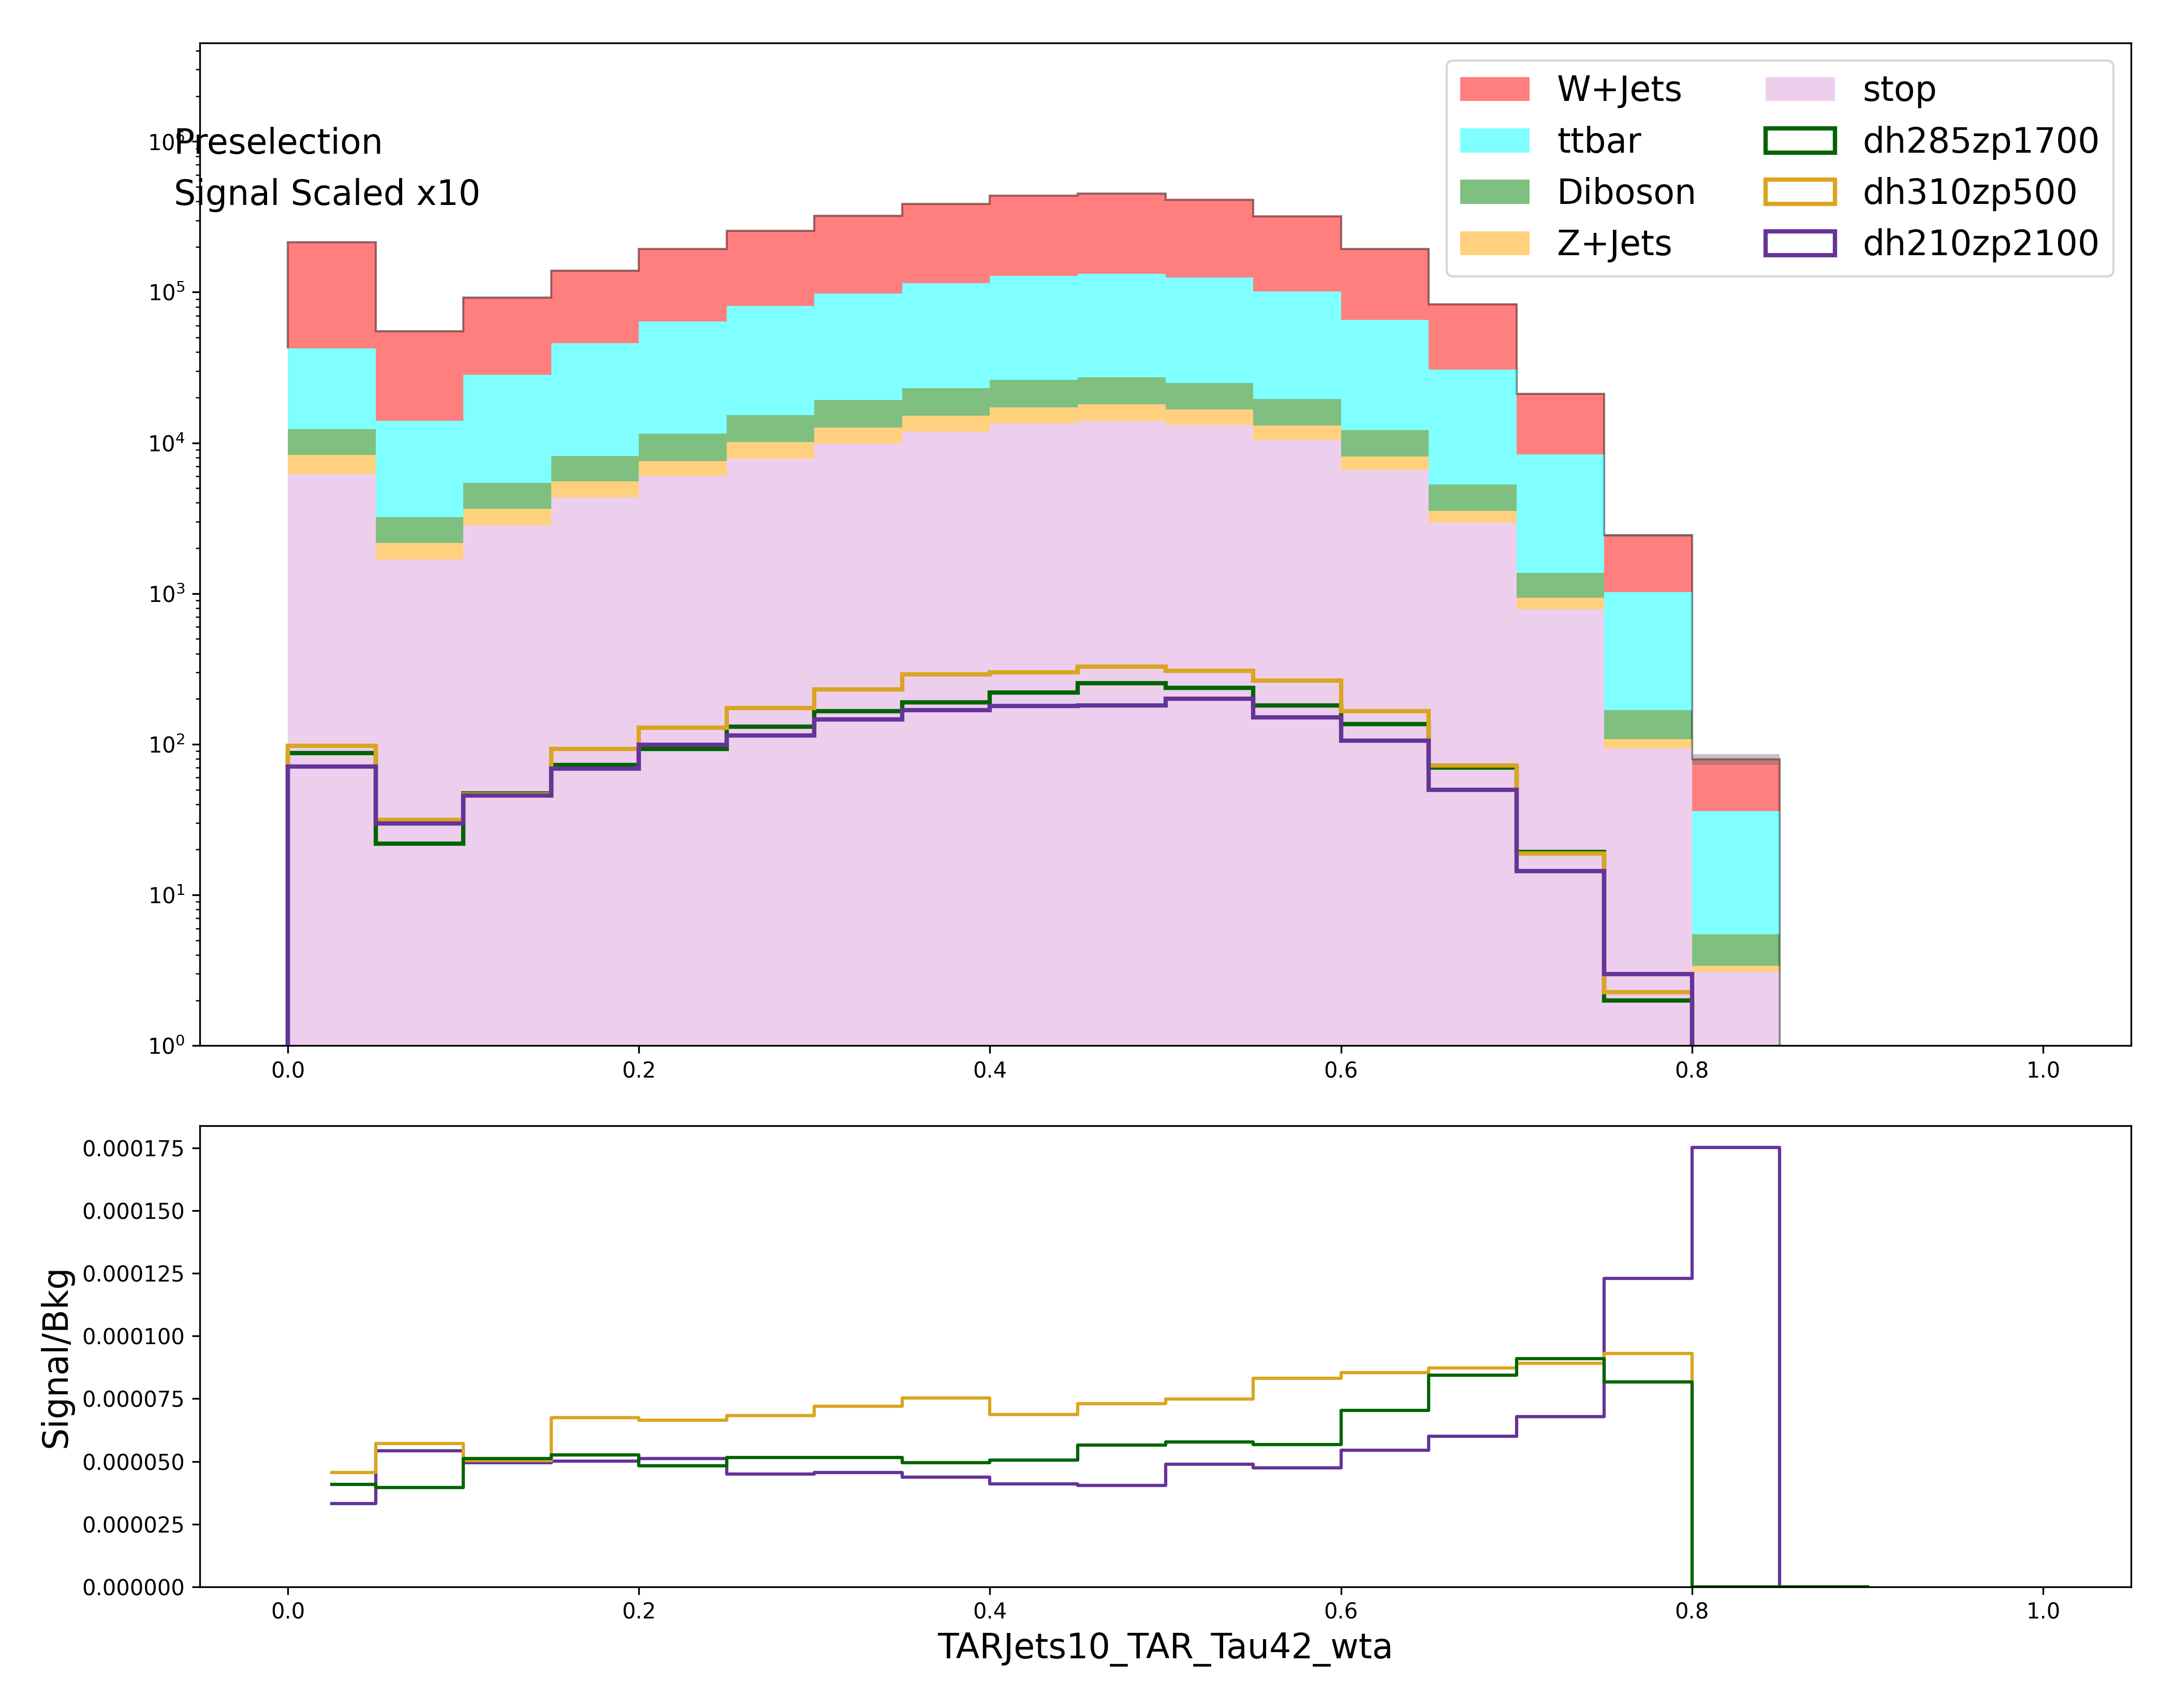 Preselection
Signal Scaled x10
W+Jets
ttbar
Diboson
Z+Jets
stop
dh285zp1700
dh310zp500
dh210zp2100
10⁶
10⁵
10⁴
10³
10²
10¹
10⁰
0.0 0.2 0.4 0.6 0.8 1.0
Signal/Bkg
0.000175
0.000150
0.000125
0.000100
0.000075
0.000050
0.000025
0.000000
0.0 0.2 0.4 0.6 0.8 1.0
TARJets10_TAR_Tau42_wta